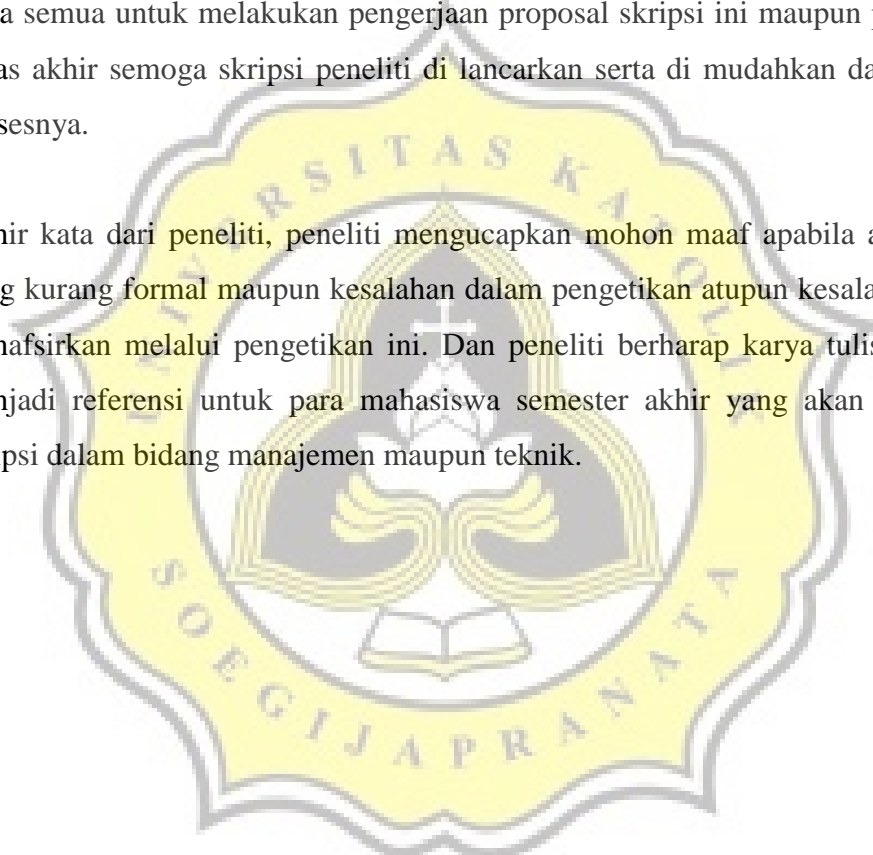 a semua untuk melakukan pengerjaan proposal skripsi ini maupun
as akhir semoga skripsi peneliti di lancarkan serta di mudahkan da
sesnya.
hir kata dari peneliti, peneliti mengucapkan mohon maaf apabila a
g kurang formal maupun kesalahan dalam pengetikan atupun kesala
nafsirkan melalui pengetikan ini. Dan peneliti berharap karya tulis
njadi referensi untuk para mahasiswa semester akhir yang akan
ipsi dalam bidang manajemen maupun teknik.
UNIVERSITAS KATOLIK
SOEGIJAPRANATA